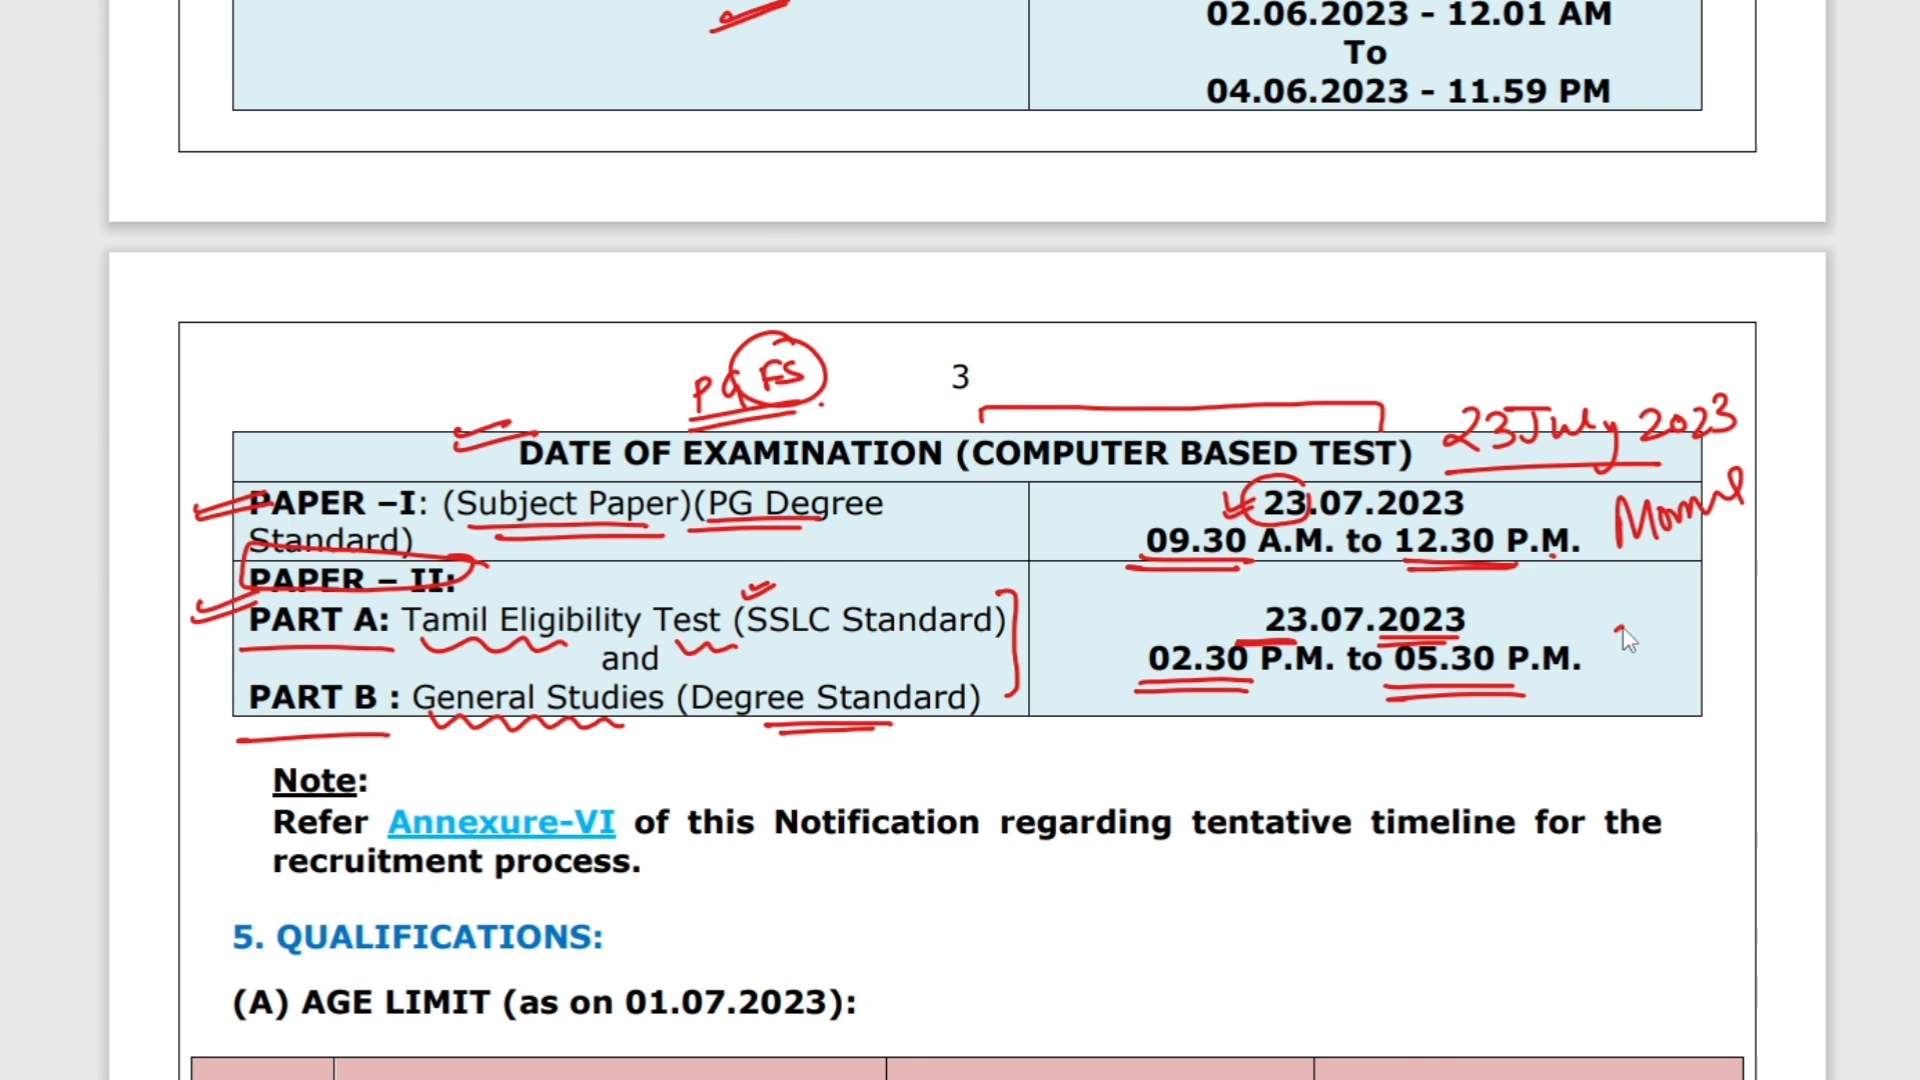 02.06.2023 - 12.01 AM
To
04.06.2023 - 11.59 PM
PG FS
3
23 July 2023
DATE OF EXAMINATION (COMPUTER BASED TEST)
PAPER –I: (Subject Paper)(PG Degree
Standard)
23.07.2023
09.30 A.M. to 12.30 P.M.
PAPER – II:
PART A: Tamil Eligibility Test (SSLC Standard)
and
PART B : General Studies (Degree Standard)
23.07.2023
02.30 P.M. to 05.30 P.M.
Note:
Refer Annexure-VI of this Notification regarding tentative timeline for the
recruitment process.
5. QUALIFICATIONS:
(A) AGE LIMIT (as on 01.07.2023):